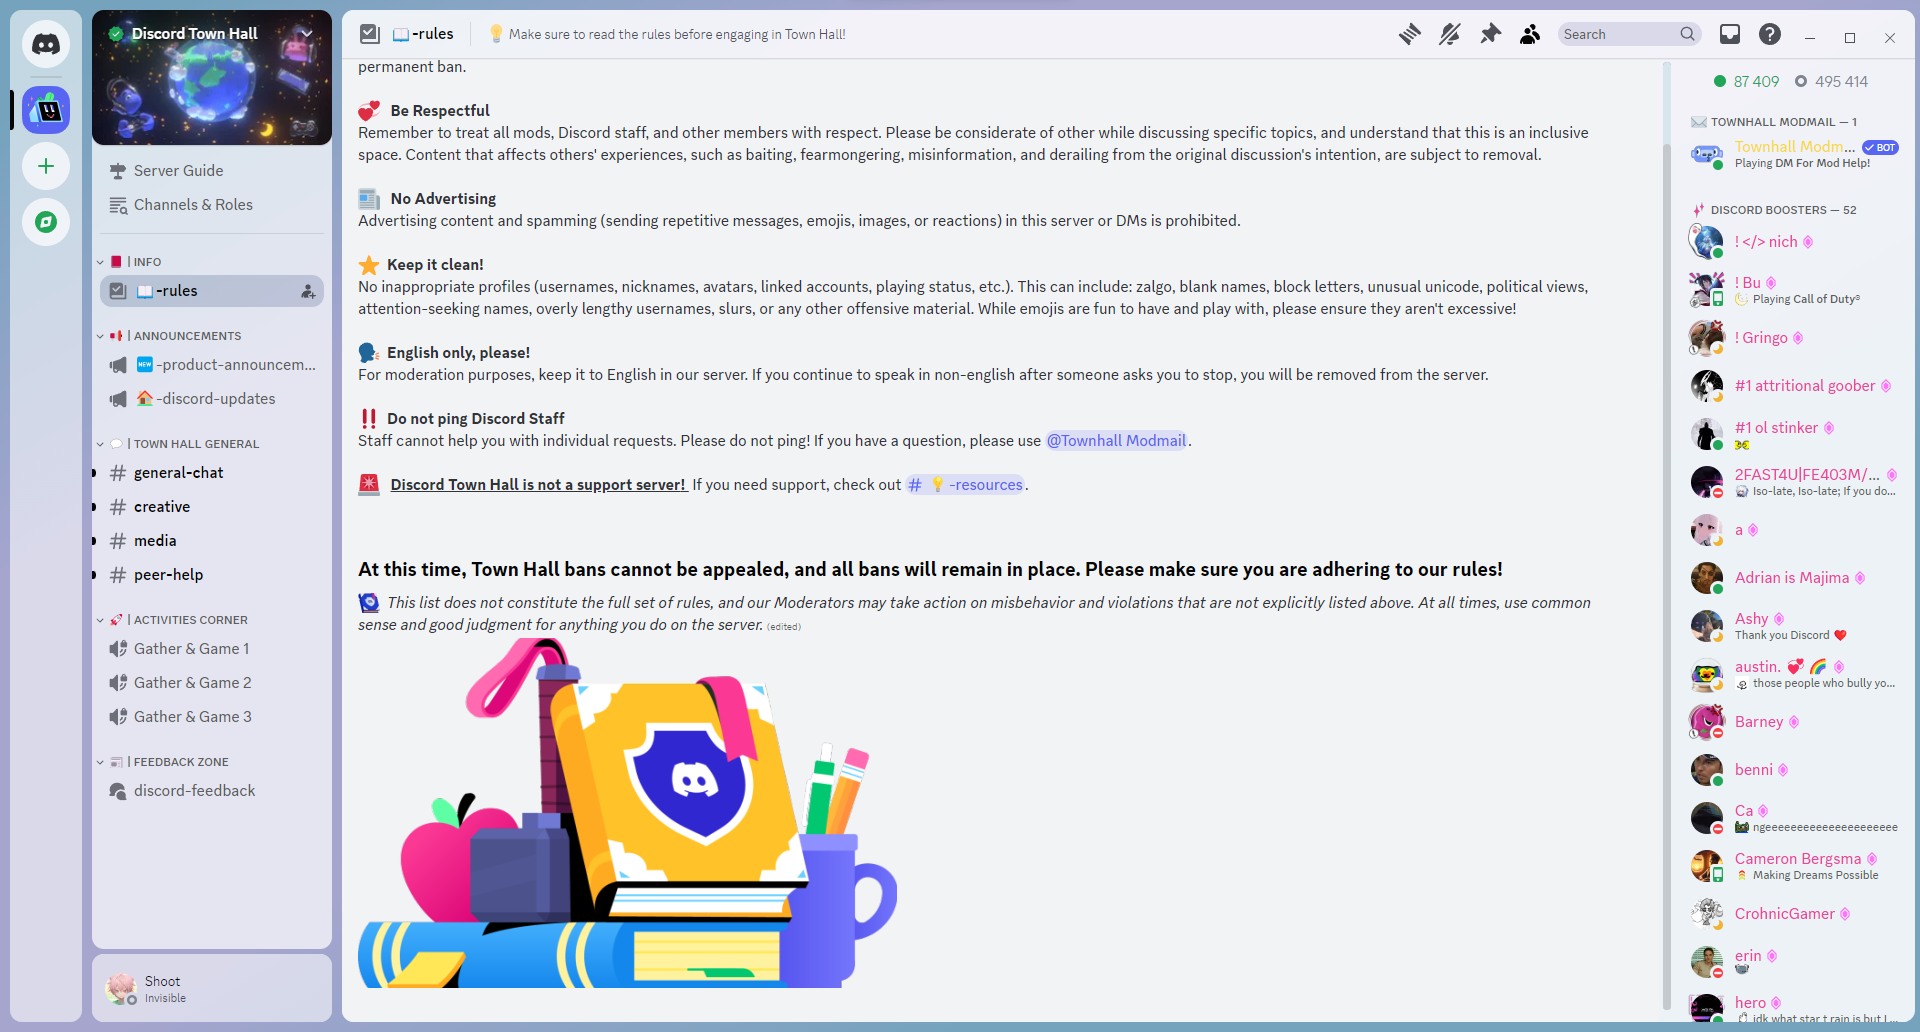 Discord Town Hall
Server Guide
Channels & Roles
| INFO
-rules
| ANNOUNCEMENTS
NEW
-product-announcem...
-discord-updates
| TOWN HALL GENERAL
general-chat
creative
media
peer-help
| ACTIVITIES CORNER
Gather & Game 1
Gather & Game 2
Gather & Game 3
| FEEDBACK ZONE
discord-feedback
Shoot
Invisible
-rules
Make sure to read the rules before engaging in Town Hall!
Search
permanent ban.
Be Respectful
Remember to treat all mods, Discord staff, and other members with respect. Please be considerate of other while discussing specific topics, and understand that this is an inclusive
space. Content that affects others' experiences, such as baiting, fearmongering, misinformation, and derailing from the original discussion's intention, are subject to removal.
No Advertising
Advertising content and spamming (sending repetitive messages, emojis, images, or reactions) in this server or DMs is prohibited.
Keep it clean!
No inappropriate profiles (usernames, nicknames, avatars, linked accounts, playing status, etc.). This can include: zalgo, blank names, block letters, unusual unicode, political views,
attention-seeking names, overly lengthy usernames, slurs, or any other offensive material. While emojis are fun to have and play with, please ensure they aren't excessive!
English only, please!
For moderation purposes, keep it to English in our server. If you continue to speak in non-english after someone asks you to stop, you will be removed from the server.
Do not ping Discord Staff
Staff cannot help you with individual requests. Please do not ping! If you have a question, please use @Townhall Modmail.
Discord Town Hall is not a support server! If you need support, check out # -resources.
At this time, Town Hall bans cannot be appealed, and all bans will remain in place. Please make sure you are adhering to our rules!
This list does not constitute the full set of rules, and our Moderators may take action on misbehavior and violations that are not explicitly listed above. At all times, use common
sense and good judgment for anything you do on the server. (edited)
87 409 495 414
TOWNHALL MODMAIL — 1
Townhall Modm... BOT
Playing DM For Mod Help!
DISCORD BOOSTERS — 52
! </> nich
! Bu
Playing Call of Duty®
! Gringo
#1 attritional goober
#1 ol stinker
2FAST4U|FE403M/...
Iso-late, Iso-late; If you do...
a
Adrian is Majima
Ashy
Thank you Discord
austin.
those people who bully yo...
Barney
benni
Ca
ngeeeeeeeeeeeeeeeeeeee
Cameron Bergsma
Making Dreams Possible
CrohnicGamer
erin
hero
idk what star t rain is but I...